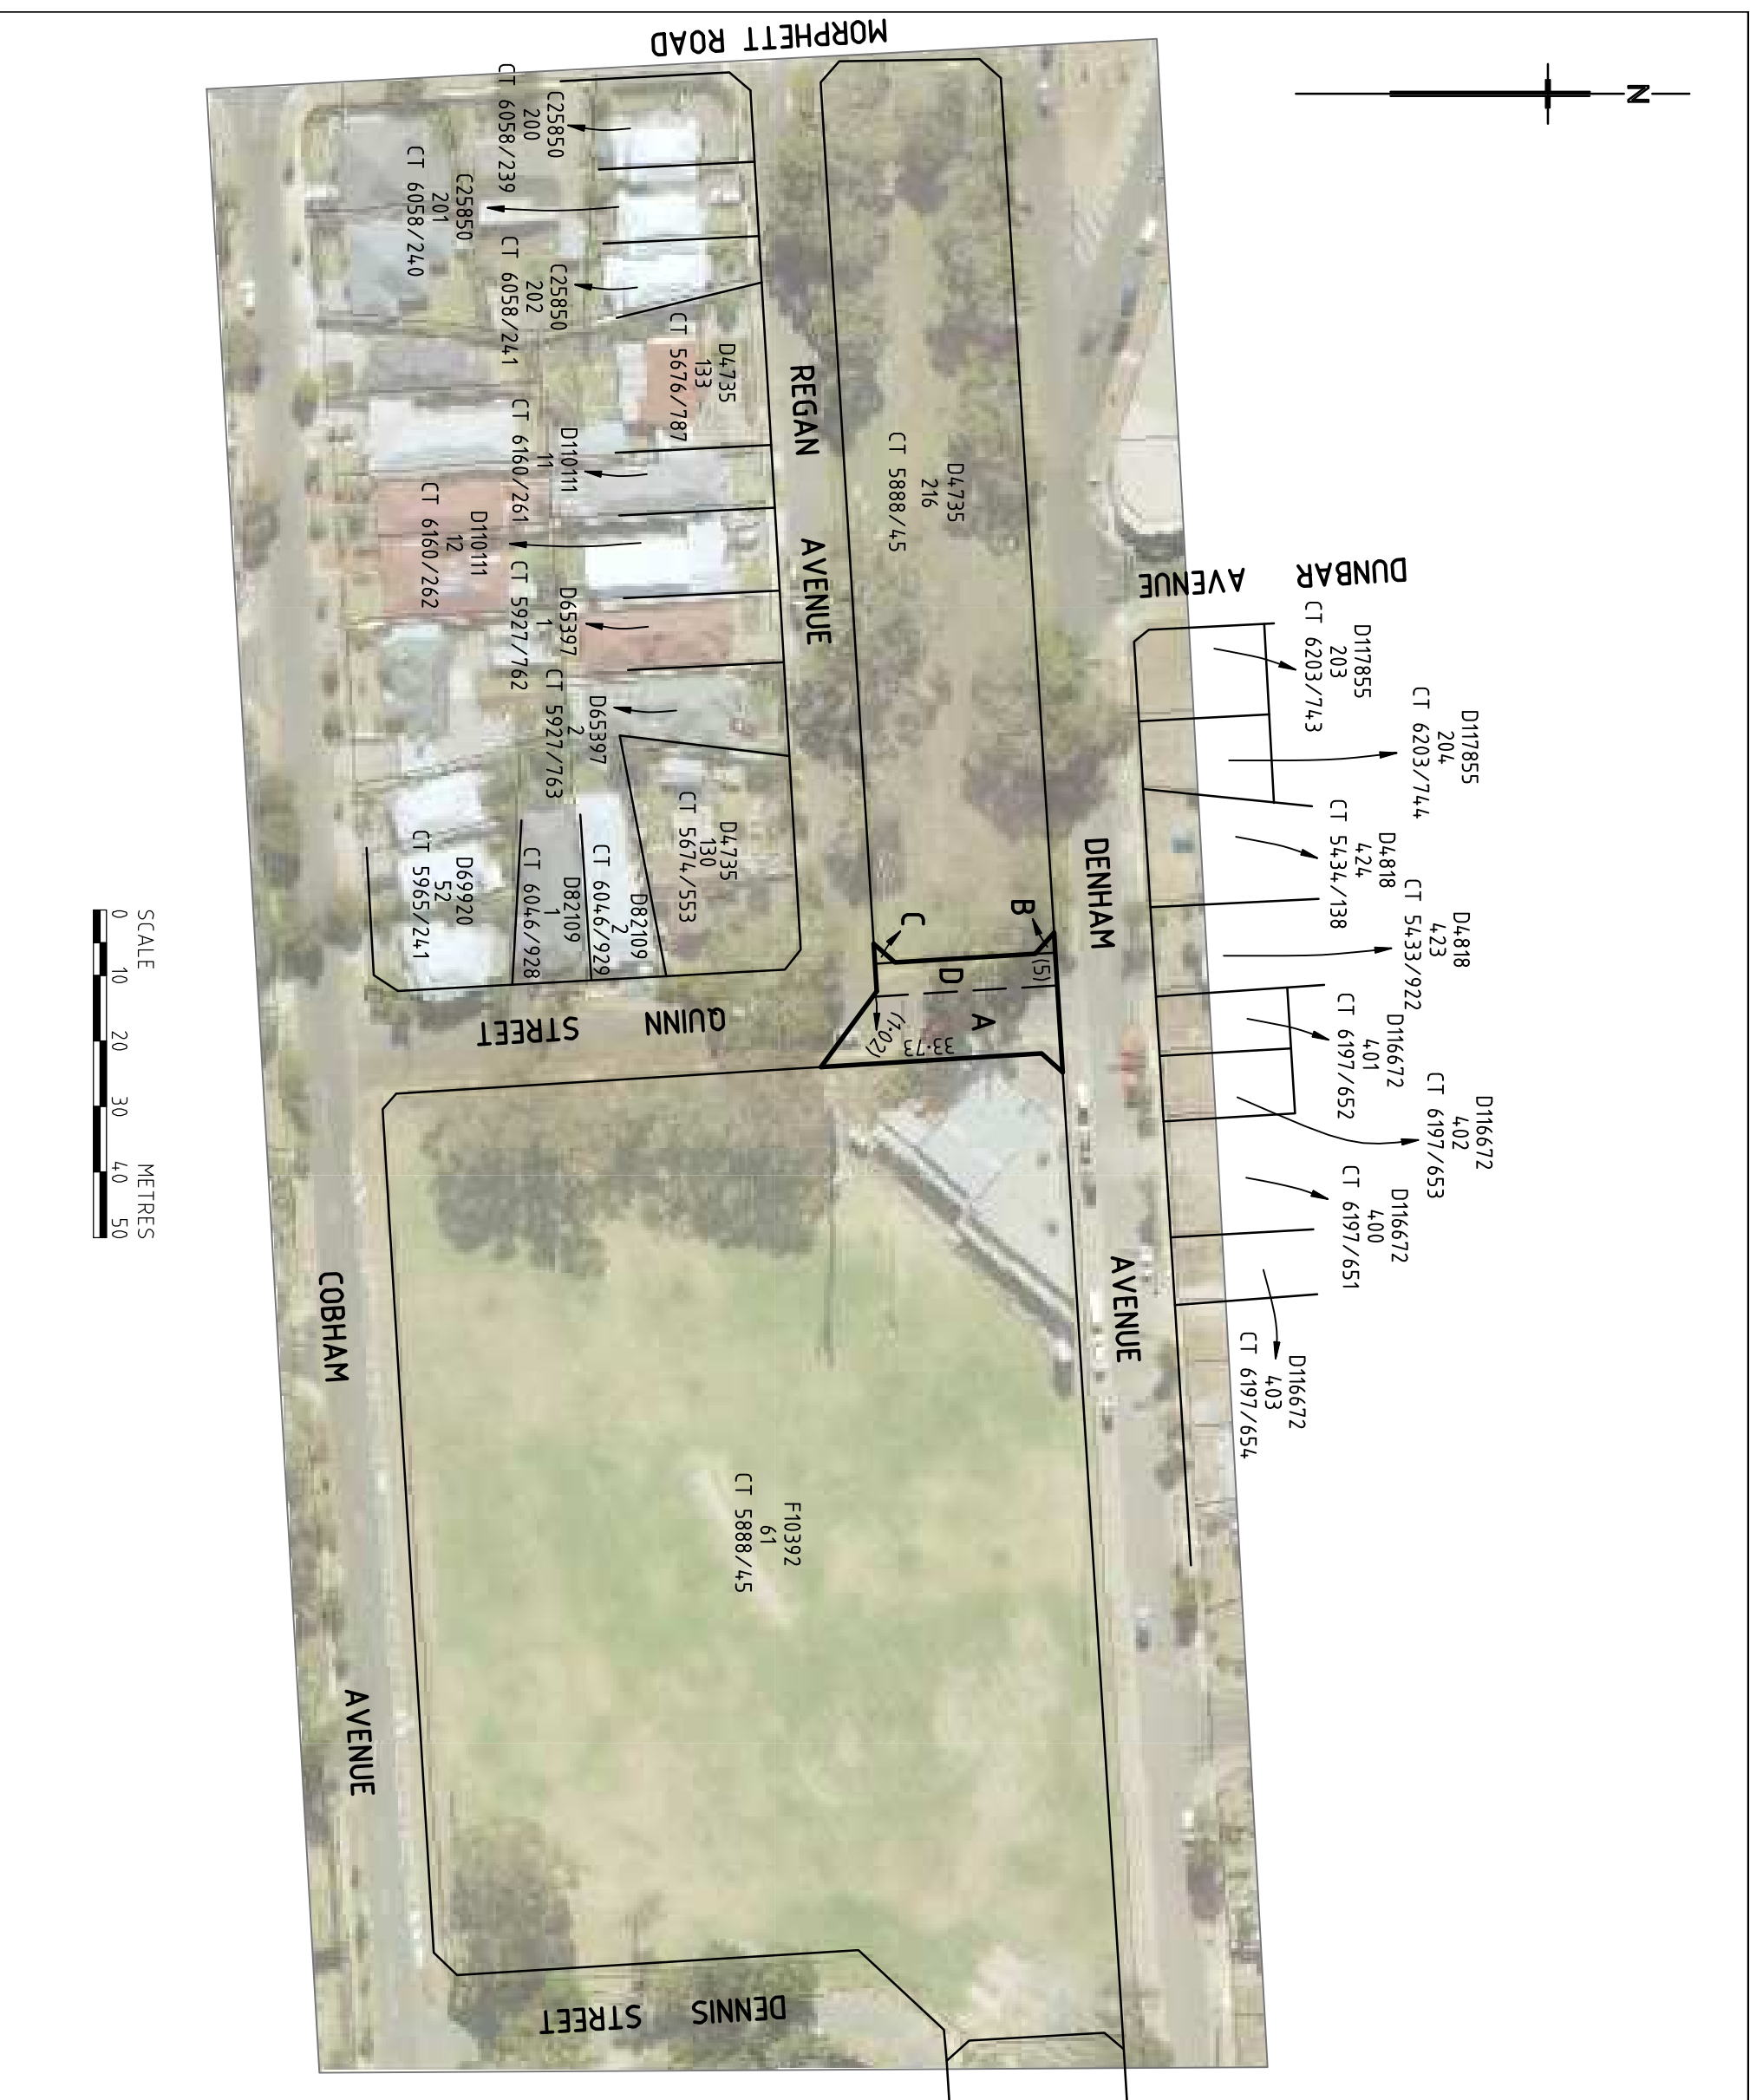 N
MORPHETT ROAD
DUNBAR AVENUE
D117855
203
CT 6203/743
D117855
204
CT 6203/744
D4818
424
CT 5434/138
D4818
423
CT 5433/922
D116672
401
CT 6197/652
D116672
402
CT 6197/653
D116672
400
CT 6197/651
D116672
403
CT 6197/654
DENHAM AVENUE
D4735
216
CT 5888/45
B
(5)
C
D
A
(7·02)
33·73
REGAN AVENUE
C25850
200
CT 6058/239
C25850
201
CT 6058/240
C25850
202
CT 6058/241
D4735
133
CT 5676/787
D110111
11
CT 6160/261
D110111
12
CT 6160/262
D65397
1
CT 5927/762
D65397
2
CT 5927/763
D4735
130
CT 5674/553
D82109
2
CT 6046/929
D82109
1
CT 6046/928
D69920
52
CT 5965/241
QUINN STREET
F10392
61
CT 5888/45
COBHAM AVENUE
DENNIS STREET
SCALE METRES
0 10 20 30 40 50